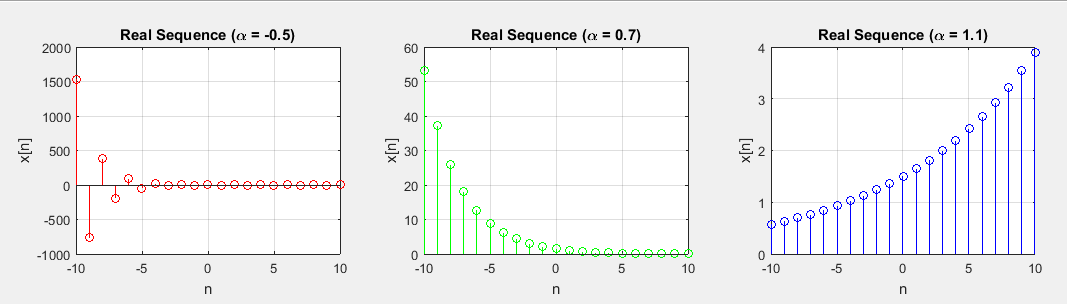 Real Sequence (α = -0.5)
2000
1500
1000
500
0
-500
-1000
x[n]
-10 -5 0 5 10
n
Real Sequence (α = 0.7)
60
50
40
30
20
10
0
x[n]
-10 -5 0 5 10
n
Real Sequence (α = 1.1)
4
3
2
1
0
x[n]
-10 -5 0 5 10
n